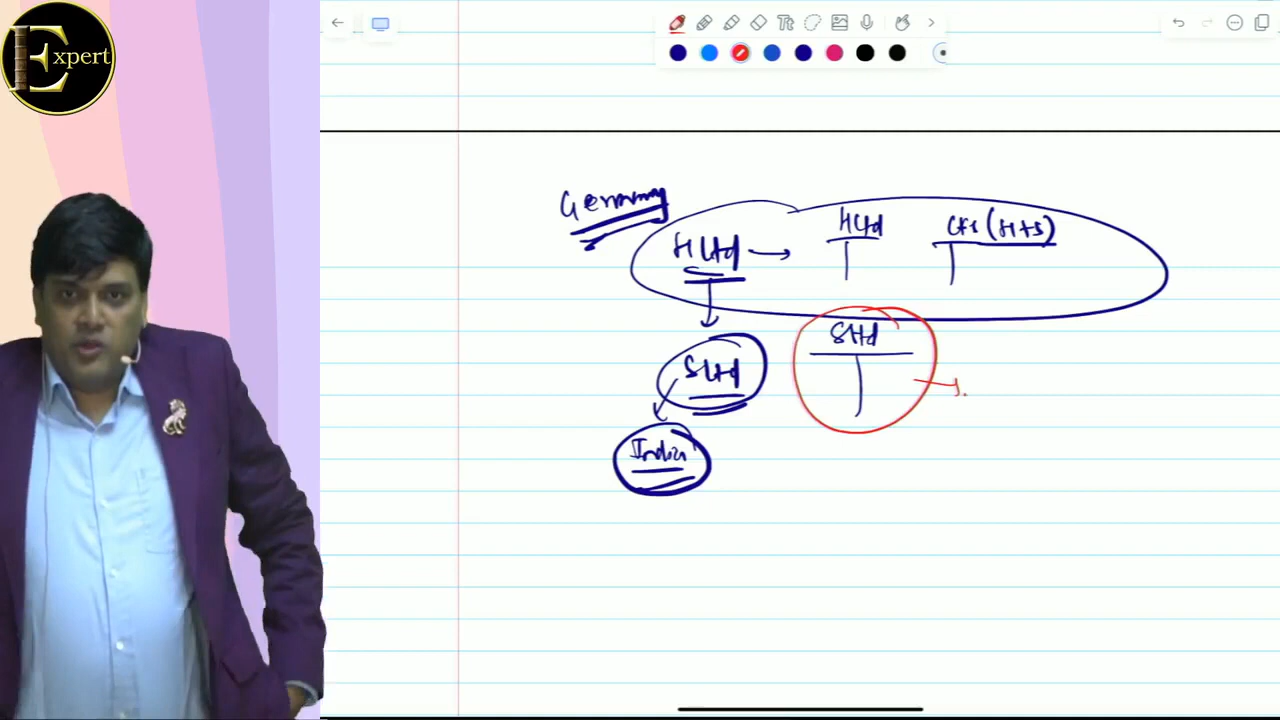 Expert
Germany
H Ltd → H Ltd CFS (H+S)
S Ltd S Ltd
India